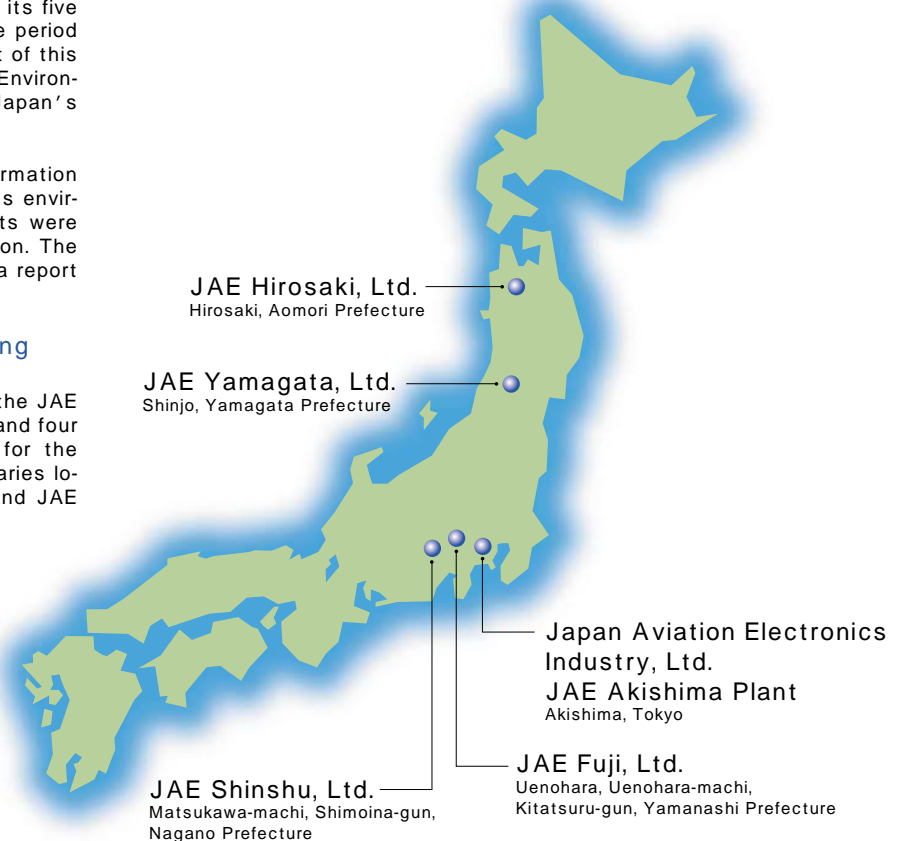 its five
e period
t of this
Environ-
Japan's
rmation
s envir-
ts were
on. The
a report
ng
the JAE
and four
for the
aries lo-
nd JAE
JAE Hirosaki, Ltd.
Hirosaki, Aomori Prefecture
JAE Yamagata, Ltd.
Shinjo, Yamagata Prefecture
Japan Aviation Electronics
Industry, Ltd.
JAE Akishima Plant
Akishima, Tokyo
JAE Fuji, Ltd.
Uenohara, Uenohara-machi,
Kitatsuru-gun, Yamanashi Prefecture
JAE Shinshu, Ltd.
Matsukawa-machi, Shimoina-gun,
Nagano Prefecture